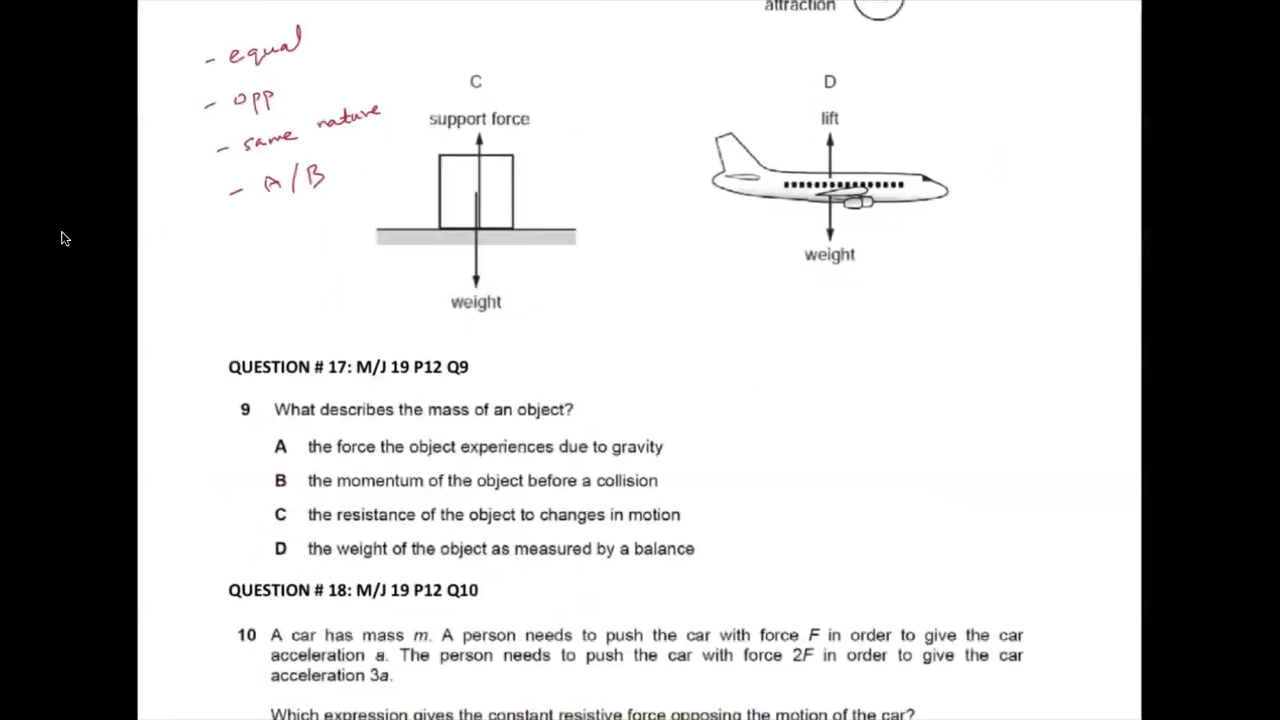 attraction
- equal
- opp
- same nature
- A/B
C
support force
weight
D
lift
weight
QUESTION # 17: M/J 19 P12 Q9
9 What describes the mass of an object?
A the force the object experiences due to gravity
B the momentum of the object before a collision
C the resistance of the object to changes in motion
D the weight of the object as measured by a balance
QUESTION # 18: M/J 19 P12 Q10
10 A car has mass m. A person needs to push the car with force F in order to give the car
acceleration a. The person needs to push the car with force 2F in order to give the car
acceleration 3a.
Which expression gives the constant resistive force opposing the motion of the car?